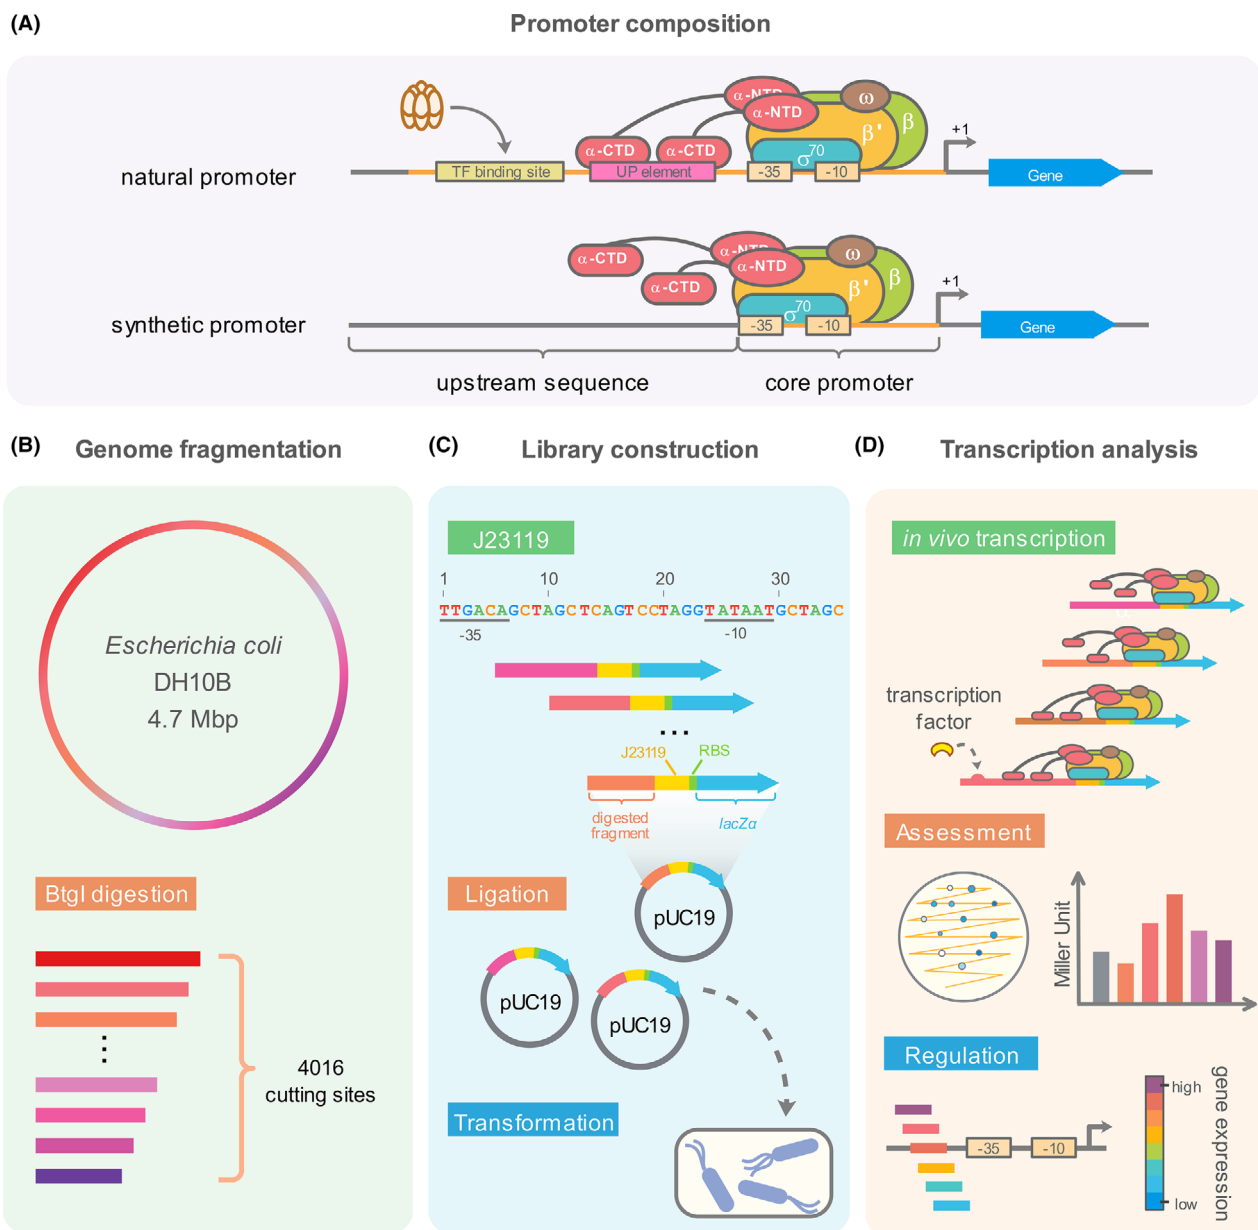 (A)
Promoter composition
α-NTD
α-NTD
ω
β'
β
α-CTD
α-CTD
σ70
+1
natural promoter
TF binding site
UP element
-35
-10
Gene
α-CTD
α-NTD
α-NTD
ω
β'
β
α-CTD
σ70
+1
synthetic promoter
-35
-10
Gene
upstream sequence
core promoter
(B)
Genome fragmentation
Escherichia coli
DH10B
4.7 Mbp
BtgI digestion
4016
cutting sites
(C)
Library construction
J23119
1 10 20 30
TTGACAGCTAGCTCAGTCCTAGGTATAATGCTAGC
-35
-10
...
J23119
RBS
digested
fragment
lacZα
Ligation
pUC19
pUC19
pUC19
Transformation
(D)
Transcription analysis
in vivo transcription
transcription
factor
Assessment
Miller Unit
Regulation
-35
-10
high
low
gene expression